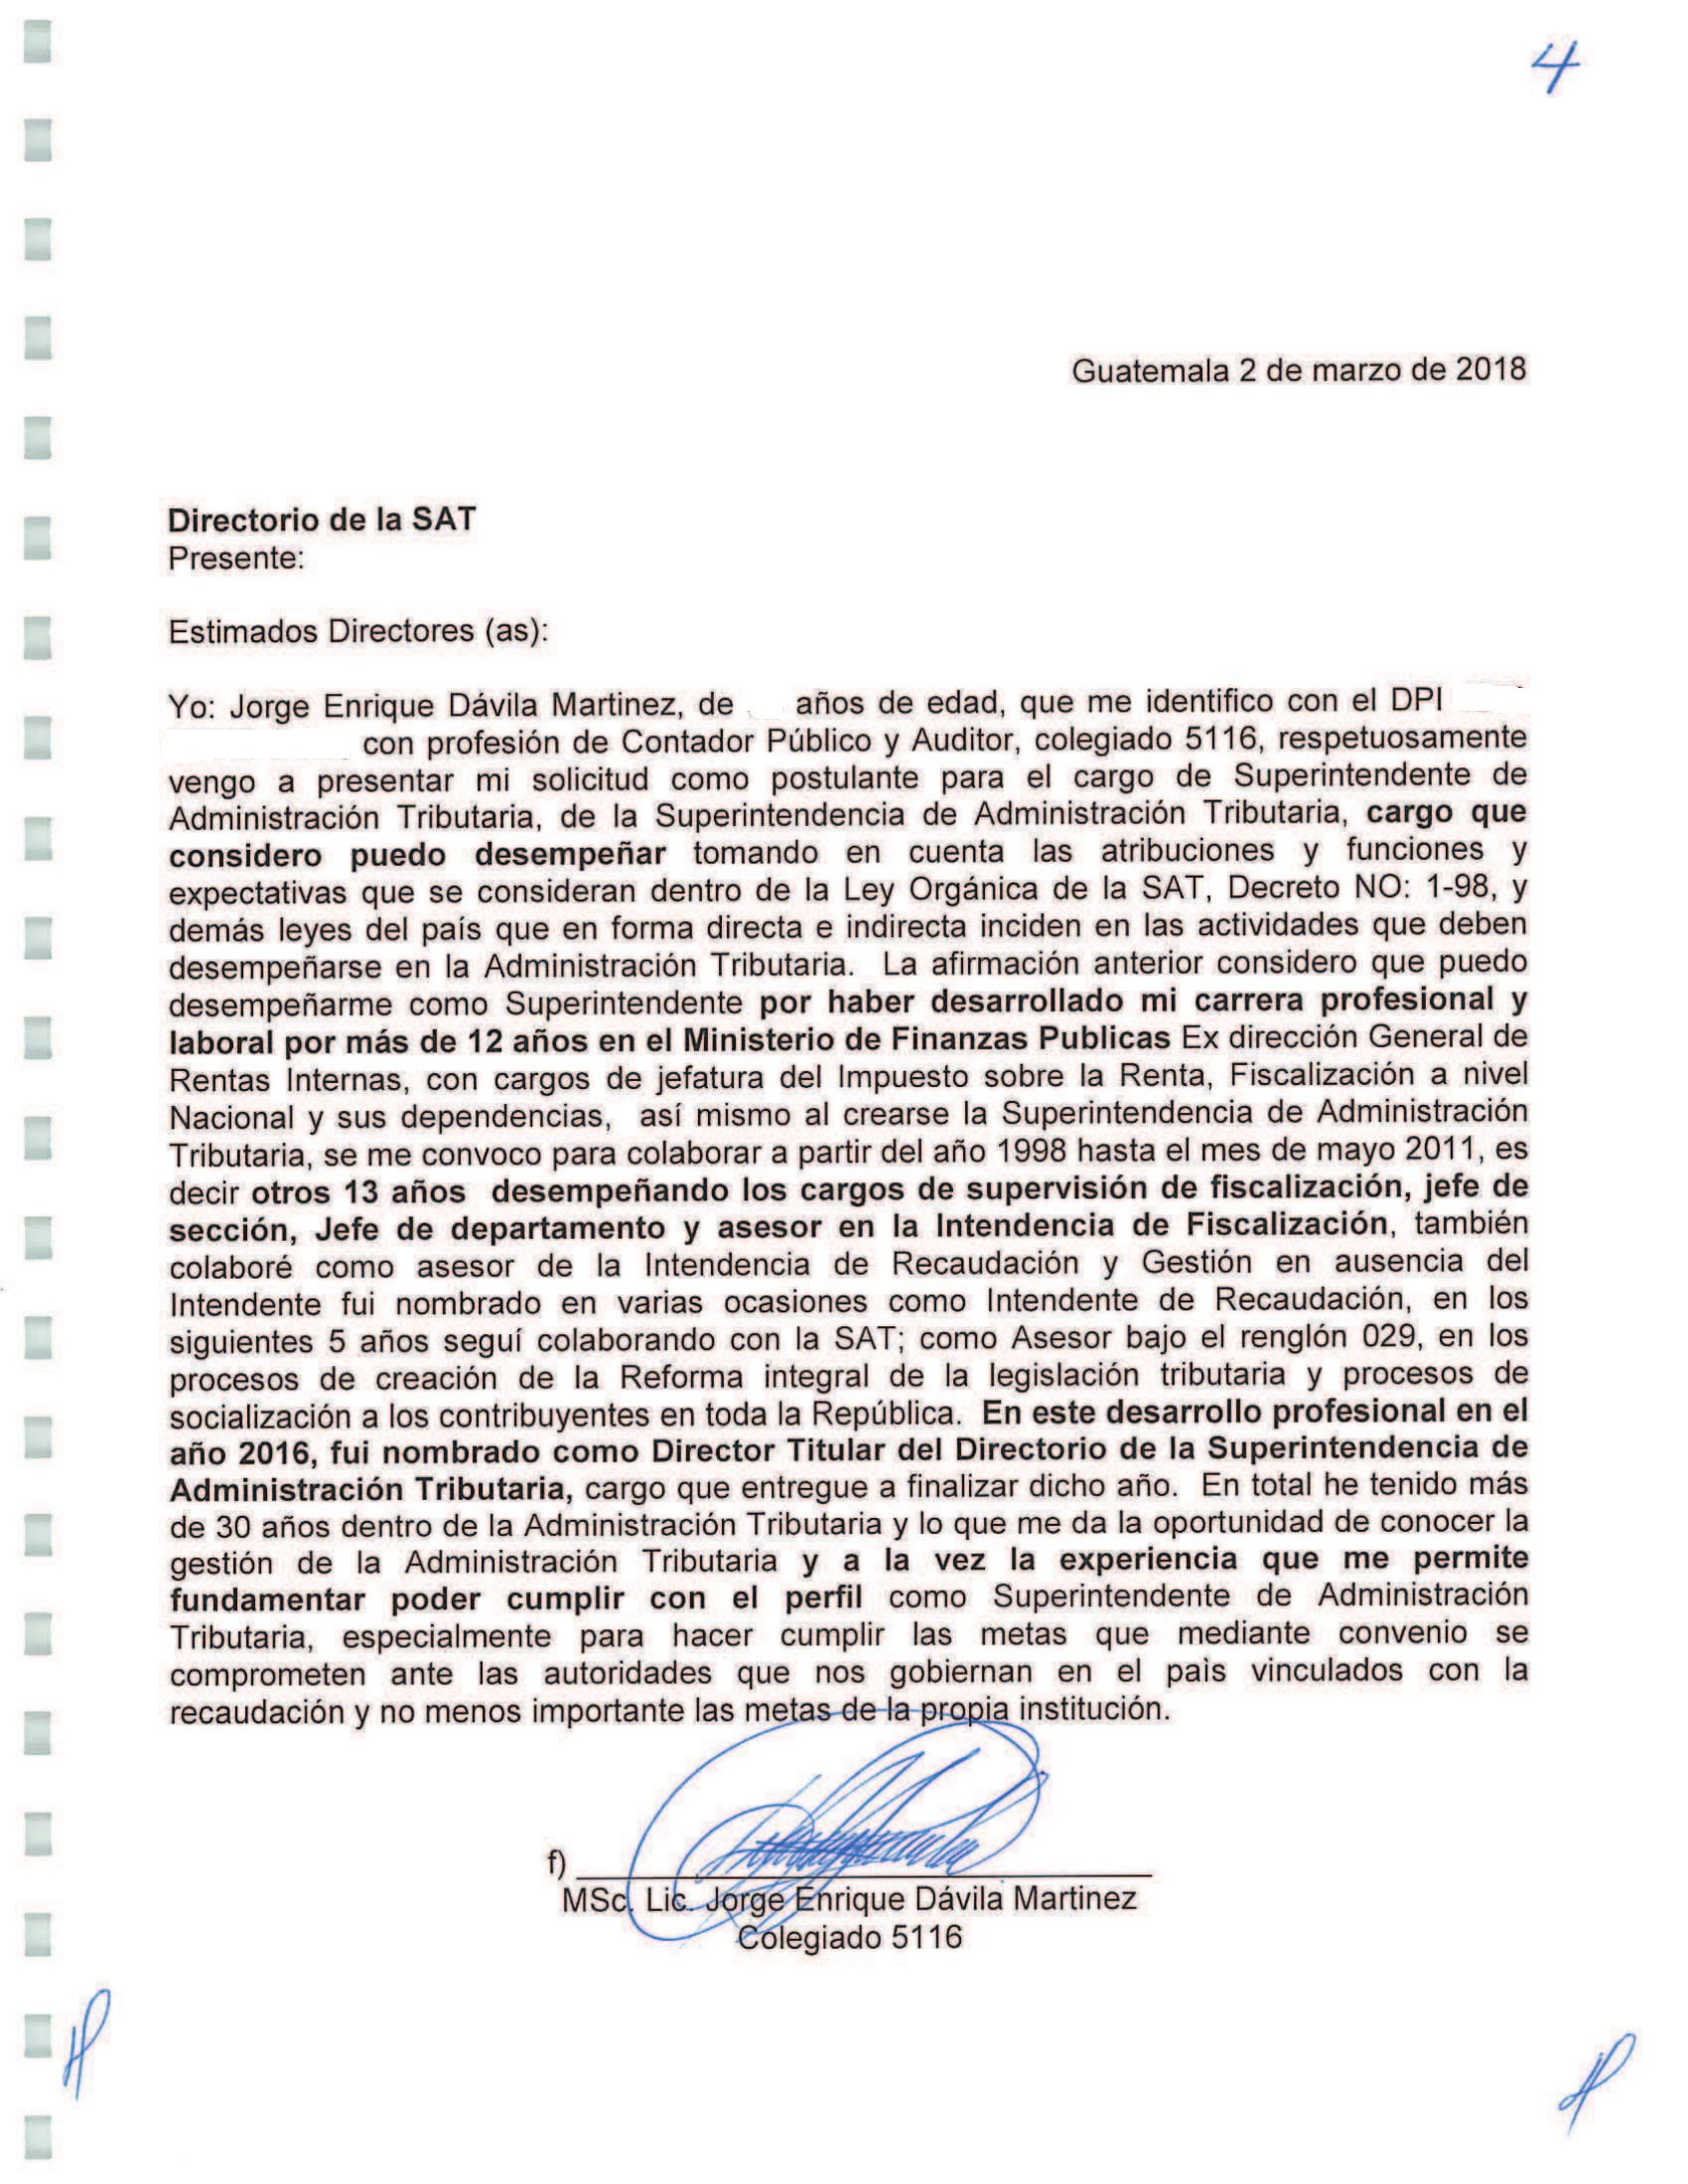 4
Guatemala 2 de marzo de 2018
Directorio de la SAT
Presente:
Estimados Directores (as):
Yo: Jorge Enrique Dávila Martinez, de años de edad, que me identifico con el DPI
con profesión de Contador Público y Auditor, colegiado 5116, respetuosamente
vengo a presentar mi solicitud como postulante para el cargo de Superintendente de
Administración Tributaria, de la Superintendencia de Administración Tributaria, cargo que
considero puedo desempeñar tomando en cuenta las atribuciones y funciones y
expectativas que se consideran dentro de la Ley Orgánica de la SAT, Decreto NO: 1-98, y
demás leyes del país que en forma directa e indirecta inciden en las actividades que deben
desempeñarse en la Administración Tributaria. La afirmación anterior considero que puedo
desempeñarme como Superintendente por haber desarrollado mi carrera profesional y
laboral por más de 12 años en el Ministerio de Finanzas Publicas Ex dirección General de
Rentas Internas, con cargos de jefatura del Impuesto sobre la Renta, Fiscalización a nivel
Nacional y sus dependencias, así mismo al crearse la Superintendencia de Administración
Tributaria, se me convoco para colaborar a partir del año 1998 hasta el mes de mayo 2011, es
decir otros 13 años desempeñando los cargos de supervisión de fiscalización, jefe de
sección, Jefe de departamento y asesor en la Intendencia de Fiscalización, también
colaboré como asesor de la Intendencia de Recaudación y Gestión en ausencia del
Intendente fui nombrado en varias ocasiones como Intendente de Recaudación, en los
siguientes 5 años seguí colaborando con la SAT; como Asesor bajo el renglón 029, en los
procesos de creación de la Reforma integral de la legislación tributaria y procesos de
socialización a los contribuyentes en toda la República. En este desarrollo profesional en el
año 2016, fui nombrado como Director Titular del Directorio de la Superintendencia de
Administración Tributaria, cargo que entregue a finalizar dicho año. En total he tenido más
de 30 años dentro de la Administración Tributaria y lo que me da la oportunidad de conocer la
gestión de la Administración Tributaria y a la vez la experiencia que me permite
fundamentar poder cumplir con el perfil como Superintendente de Administración
Tributaria, especialmente para hacer cumplir las metas que mediante convenio se
comprometen ante las autoridades que nos gobiernan en el paìs vinculados con la
recaudación y no menos importante las metas de la propia institución.
f)
MSc. Lic. Jorge Enrique Dávila Martinez
Colegiado 5116